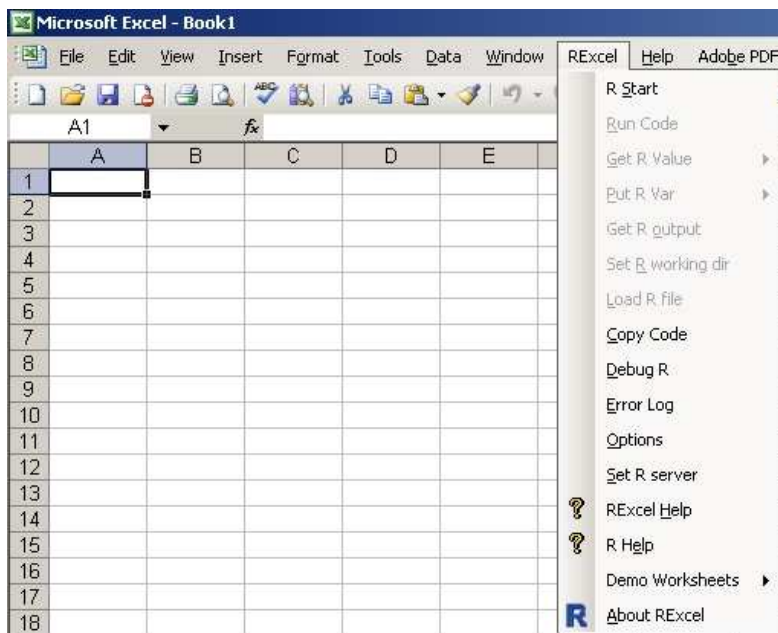 Microsoft Excel - Book1
File Edit View Insert Format Tools Data Window RExcel Help Adobe PDF
ABC
A1 fx
A B C D E
1
2
3
4
5
6
7
8
9
10
11
12
13
14
15
16
17
18
R Start
Run Code
Get R Value
Put R Var
Get R output
Set R working dir
Load R file
Copy Code
Debug R
Error Log
Options
Set R server
? RExcel Help
? R Help
Demo Worksheets
R About RExcel